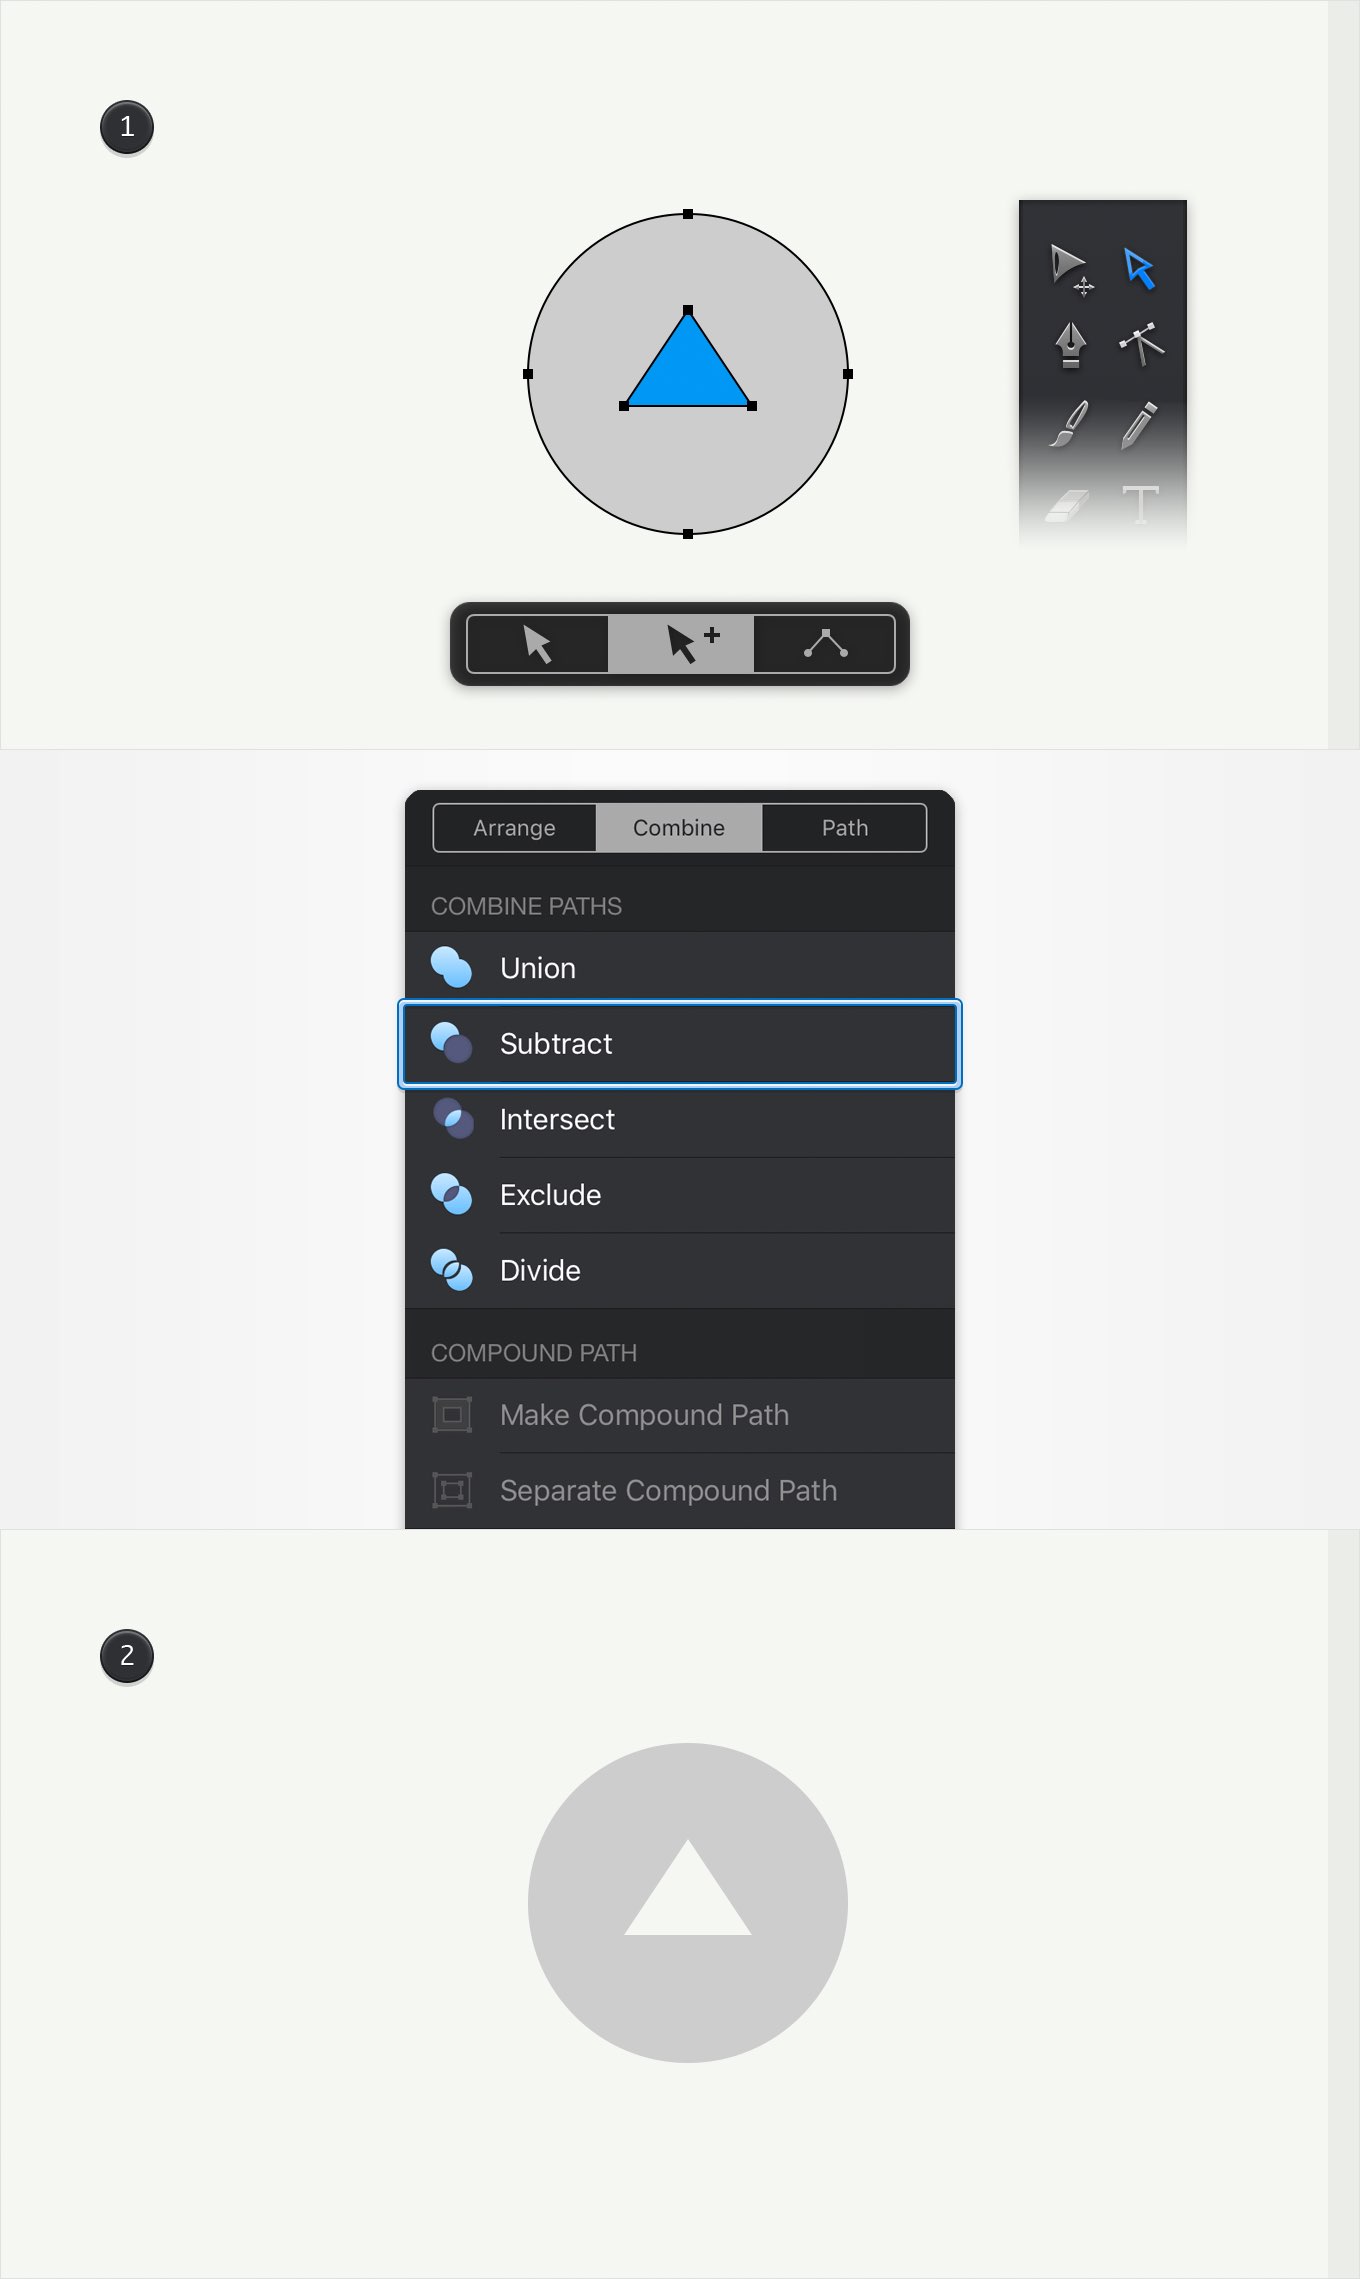 1
Arrange Combine Path
COMBINE PATHS
Union
Subtract
Intersect
Exclude
Divide
COMPOUND PATH
Make Compound Path
Separate Compound Path
2